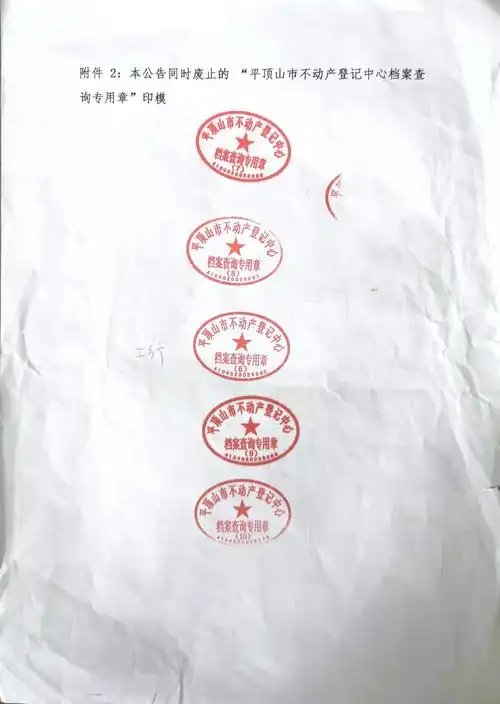 附件 2：本公告同时废止的 “平顶山市不动产登记中心档案查
询专用章”印模
平顶山市不动产登记中心
档案查询专用章
(7)
平顶山市不动产登记中心
档案查询专用章
(8)
平顶山市不动产登记中心
档案查询专用章
(6)
平顶山市不动产登记中心
档案查询专用章
(9)
平顶山市不动产登记中心
档案查询专用章
(10)